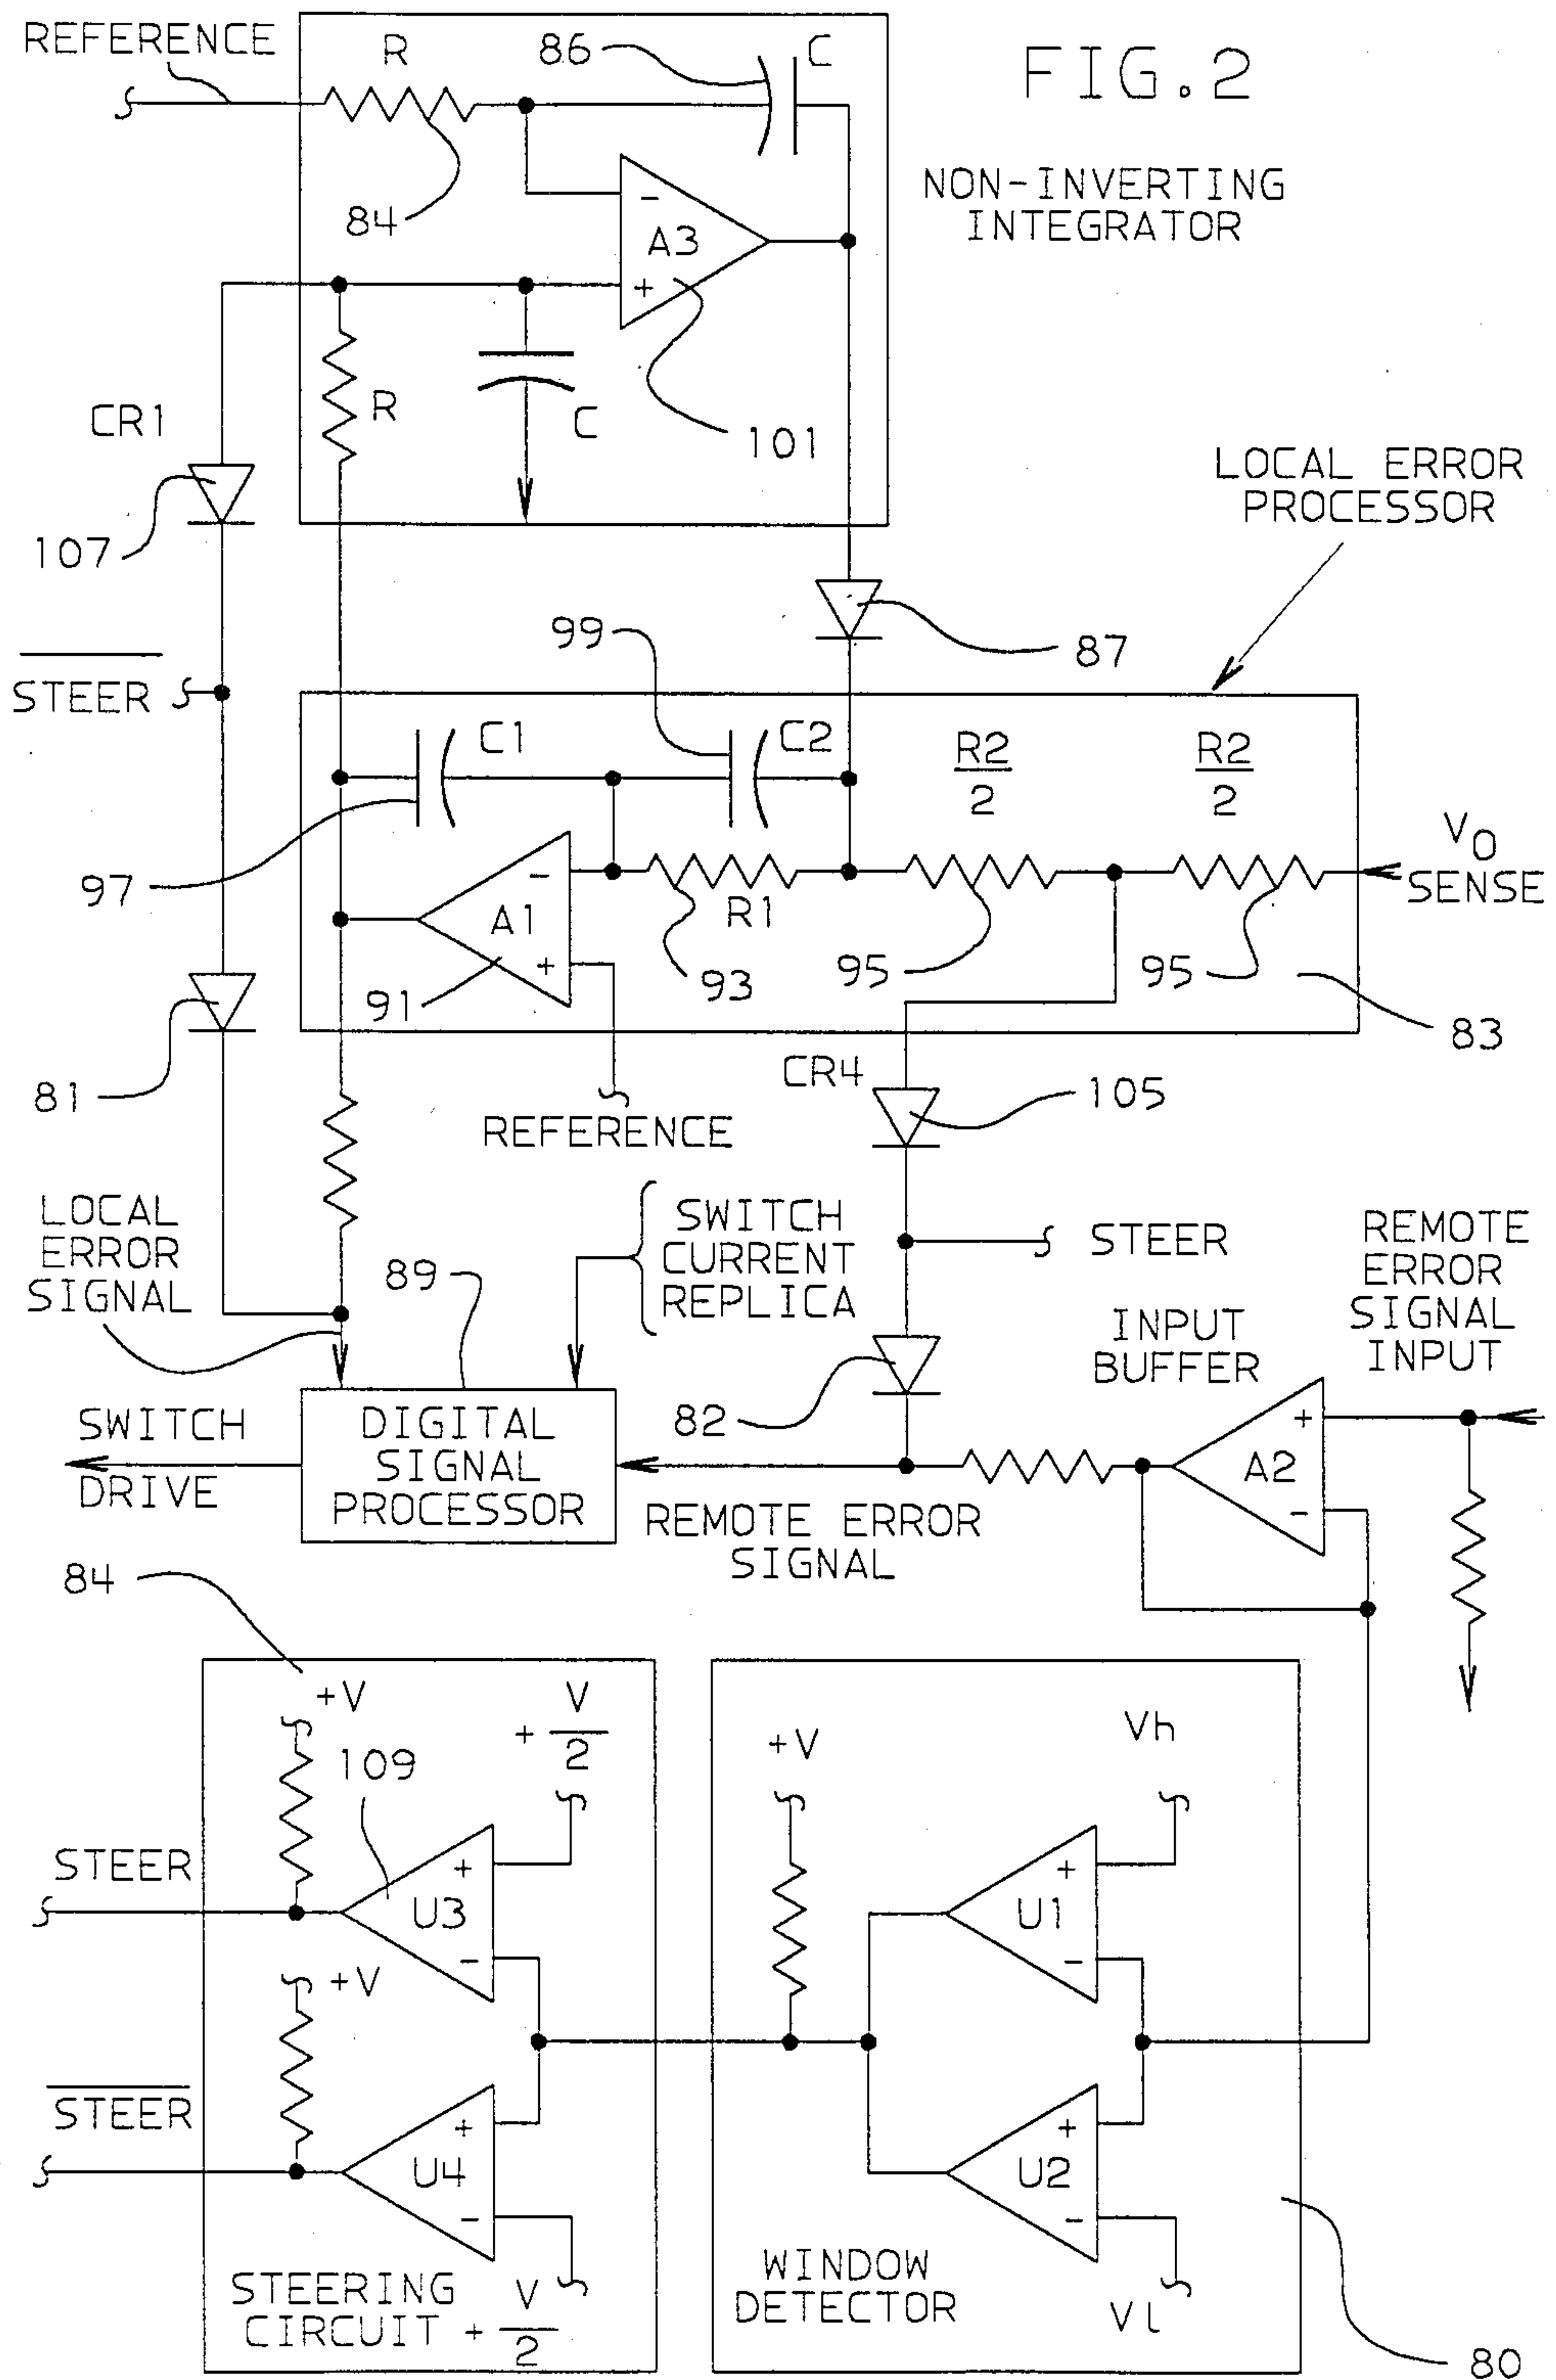 REFERENCE
R
86
C
FIG.2
84
-
A3
+
NON-INVERTING
INTEGRATOR
R
C
101
CR1
107
LOCAL ERROR
PROCESSOR
99
87
STEER
C1
C2
R2
2
R2
2
VO
SENSE
97
-
A1
+
R1
91
93
95
95
83
81
CR4
105
REFERENCE
LOCAL
ERROR
SIGNAL
89
SWITCH
CURRENT
REPLICA
STEER
REMOTE
ERROR
SIGNAL
INPUT
INPUT
BUFFER
82
SWITCH
DRIVE
DIGITAL
SIGNAL
PROCESSOR
+
A2
-
REMOTE ERROR
SIGNAL
84
+V
+ V
2
109
+V
Vh
STEER
+
U3
-
+
U1
-
+V
STEER
+
U4
-
+
U2
-
STEERING
CIRCUIT
+ V
2
WINDOW
DETECTOR
Vl
80